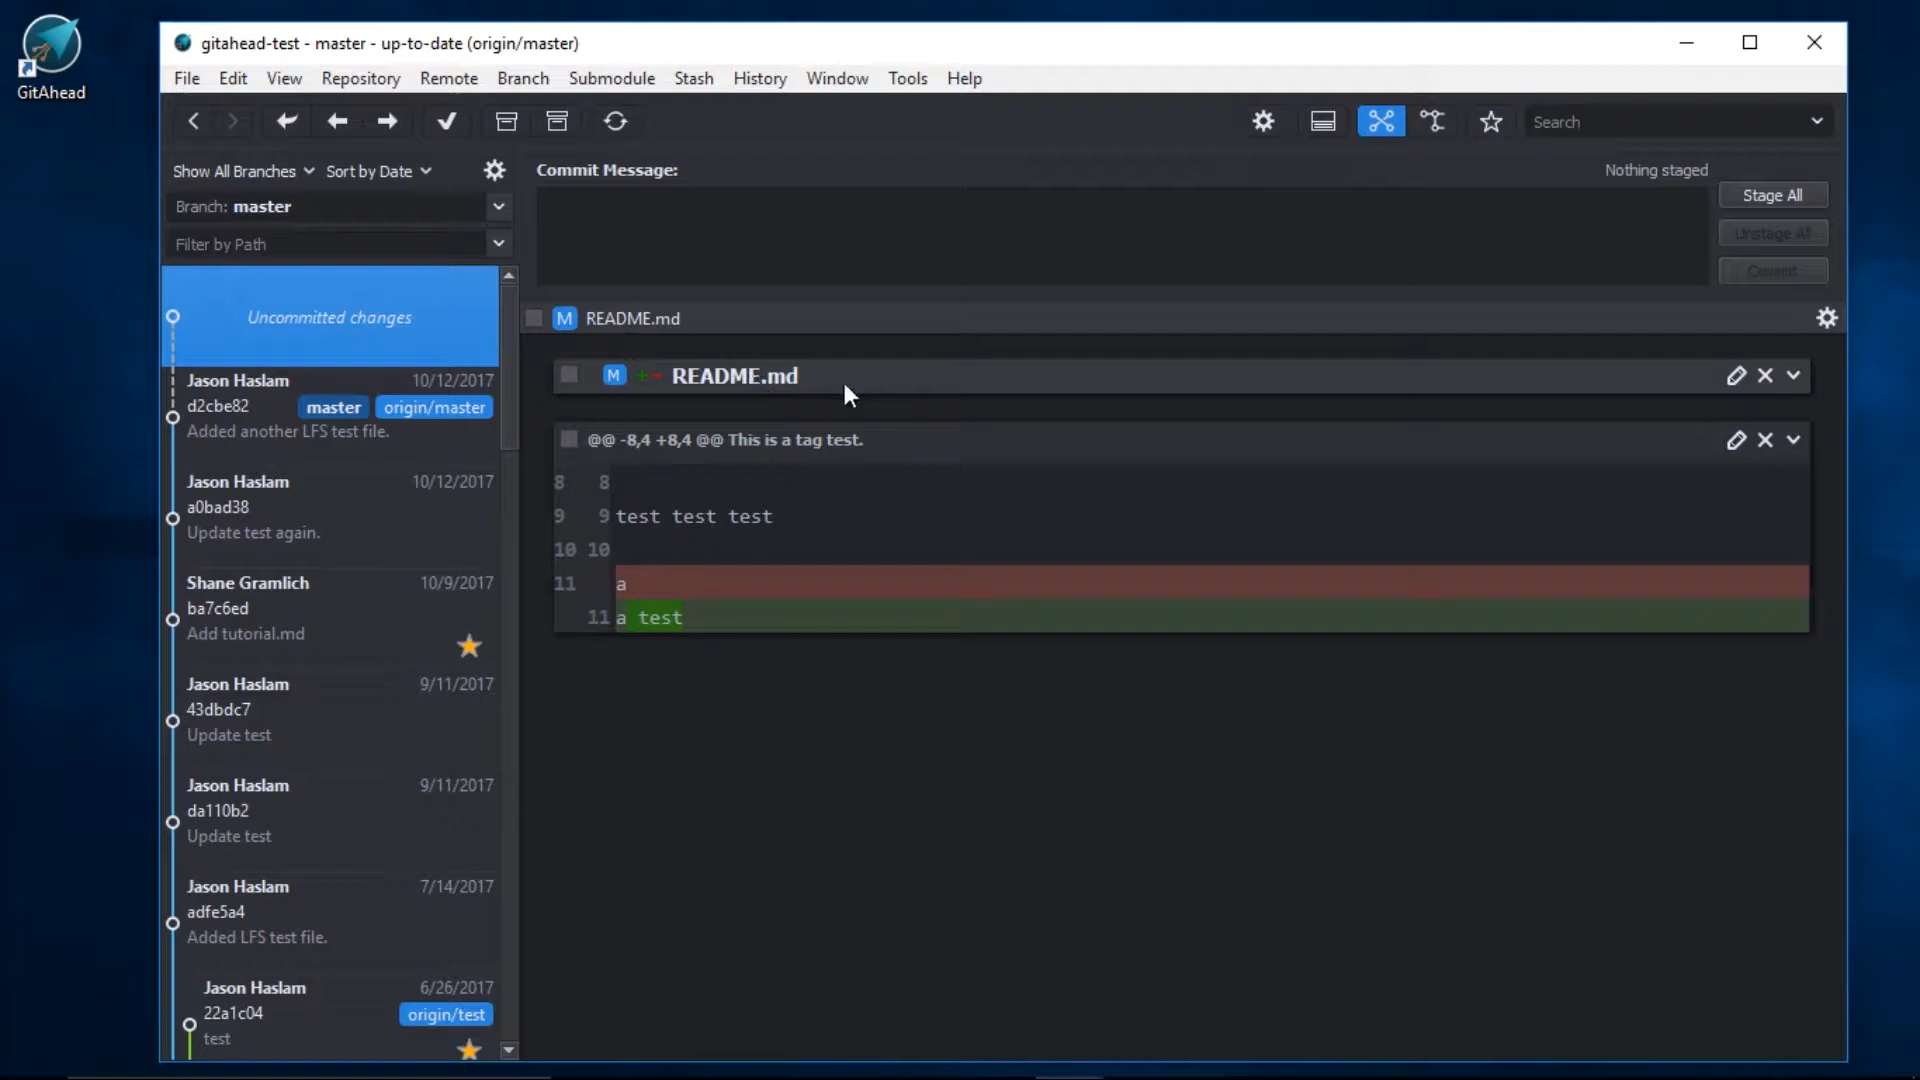 GitAhead
gitahead-test - master - up-to-date (origin/master)
File Edit View Repository Remote Branch Submodule Stash History Window Tools Help
Search
Show All Branches Sort by Date
Branch: master
Filter by Path
Commit Message:
Nothing staged
Stage All
Unstage All
Commit
Uncommitted changes
Jason Haslam 10/12/2017
d2cbe82 master origin/master
Added another LFS test file.
Jason Haslam 10/12/2017
a0bad38
Update test again.
Shane Gramlich 10/9/2017
ba7c6ed
Add tutorial.md
Jason Haslam 9/11/2017
43dbdc7
Update test
Jason Haslam 9/11/2017
da110b2
Update test
Jason Haslam 7/14/2017
adfe5a4
Added LFS test file.
Jason Haslam 6/26/2017
22a1c04 origin/test
test
M README.md
M + - README.md
@@ -8,4 +8,4 @@ This is a tag test.
8 8
9 9 test test test
10 10
11 a
11 a test